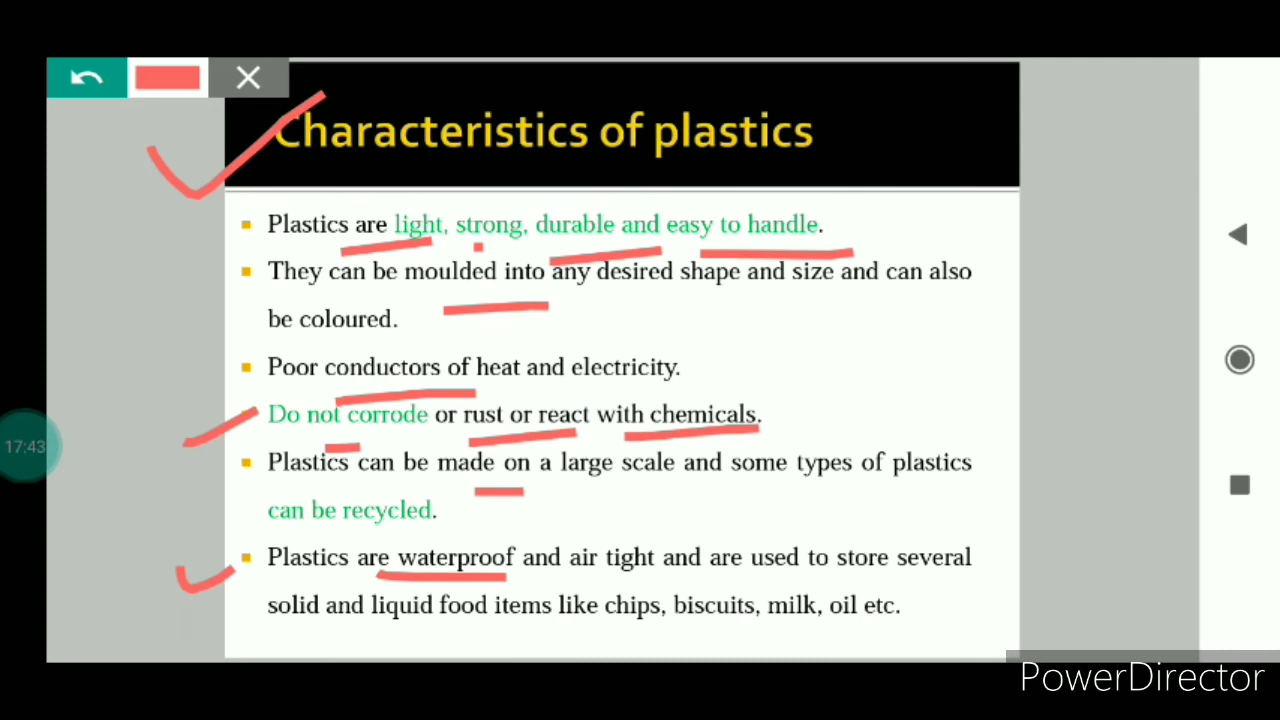 Characteristics of plastics
Plastics are light, strong, durable and easy to handle.
They can be moulded into any desired shape and size and can also
be coloured.
Poor conductors of heat and electricity.
Do not corrode or rust or react with chemicals.
17:43
Plastics can be made on a large scale and some types of plastics
can be recycled.
Plastics are waterproof and air tight and are used to store several
solid and liquid food items like chips, biscuits, milk, oil etc.
PowerDirector